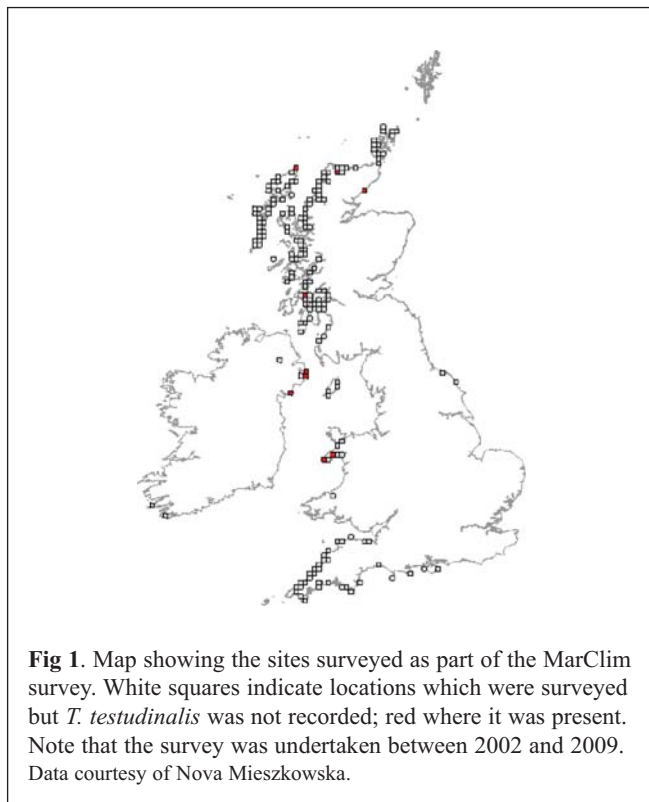 Fig 1. Map showing the sites surveyed as part of the MarClim
survey. White squares indicate locations which were surveyed
but T. testudinalis was not recorded; red where it was present.
Note that the survey was undertaken between 2002 and 2009.
Data courtesy of Nova Mieszkowska.